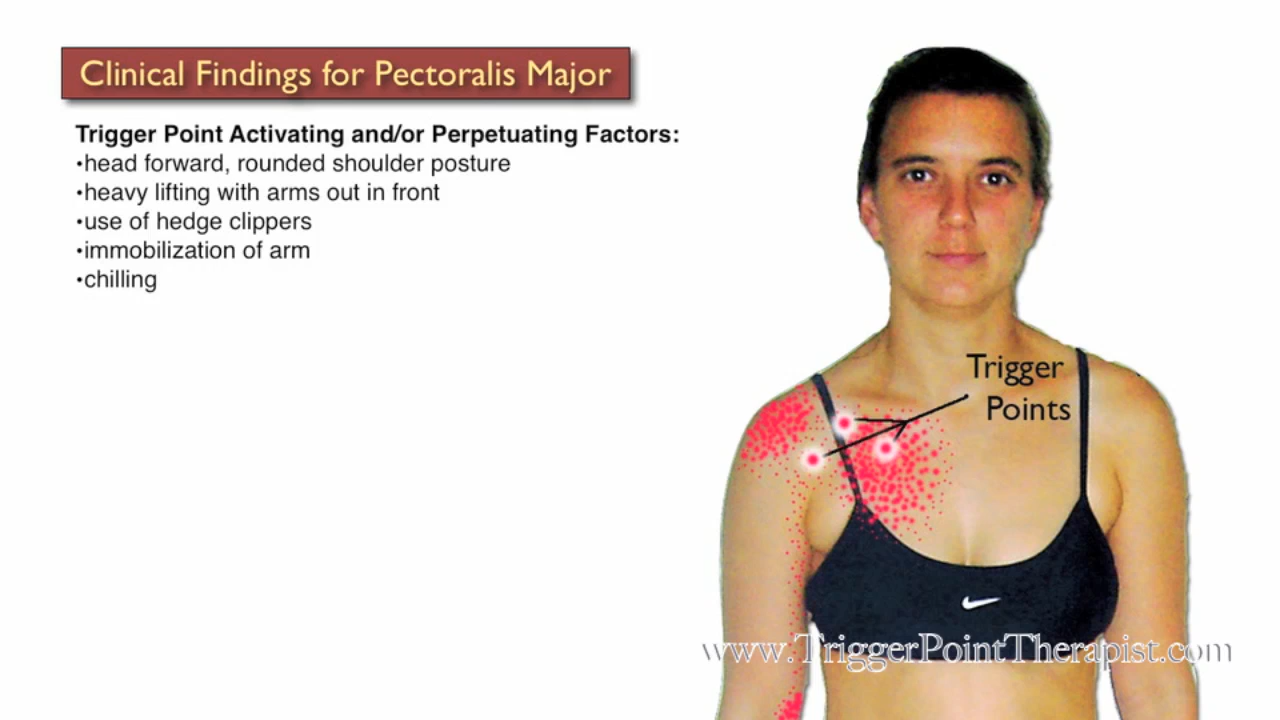 Clinical Findings for Pectoralis Major
Trigger Point Activating and/or Perpetuating Factors:
•head forward, rounded shoulder posture
•heavy lifting with arms out in front
•use of hedge clippers
•immobilization of arm
•chilling
Trigger
Points
www.TriggerPointTherapist.com